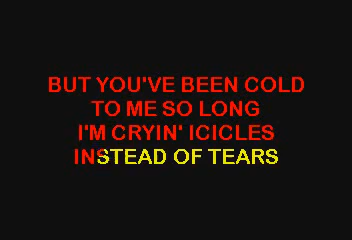 BUT YOU'VE BEEN COLD
TO ME SO LONG
I'M CRYIN' ICICLES
INSTEAD OF TEARS